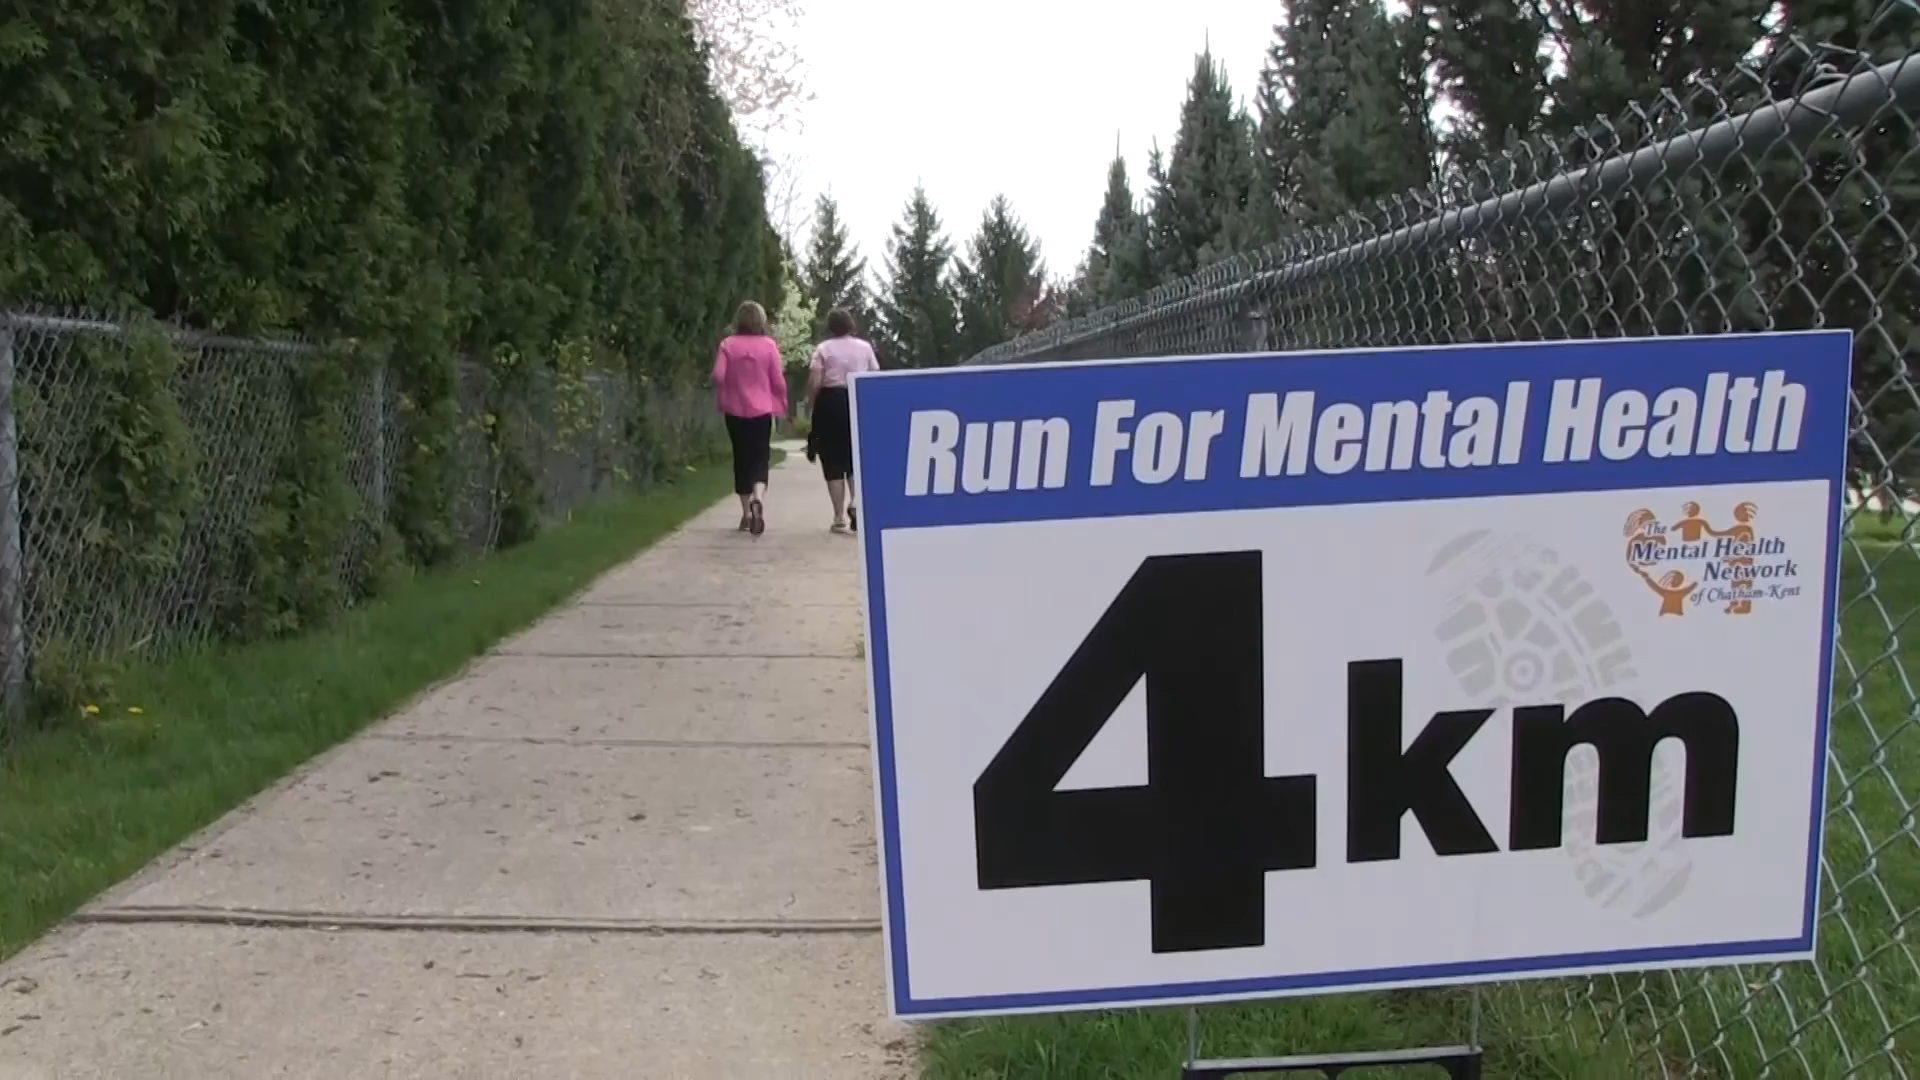 Run For Mental Health
The
Mental Health
Network
of Chatham-Kent
4km